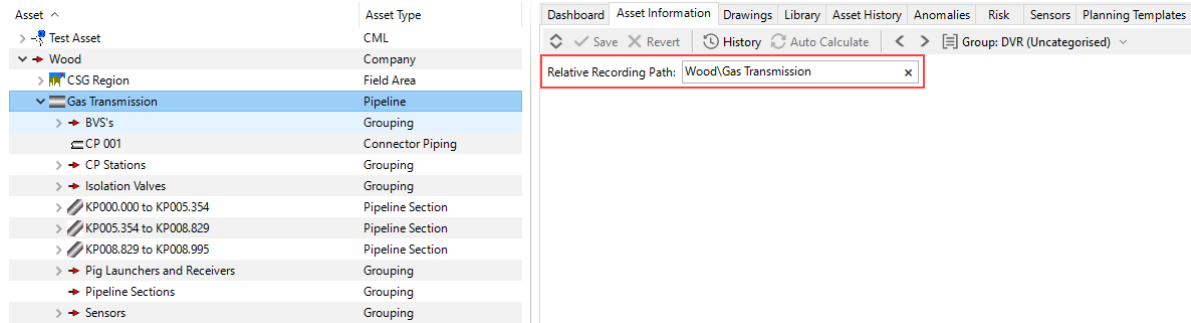 Asset Asset Type
Test Asset CML
Wood Company
CSG Region Field Area
Gas Transmission Pipeline
BVS's Grouping
CP 001 Connector Piping
CP Stations Grouping
Isolation Valves Grouping
KP000.000 to KP005.354 Pipeline Section
KP005.354 to KP008.829 Pipeline Section
KP008.829 to KP008.995 Pipeline Section
Pig Launchers and Receivers Grouping
Pipeline Sections Grouping
Sensors Grouping
Dashboard Asset Information Drawings Library Asset History Anomalies Risk Sensors Planning Templates
Save Revert History Auto Calculate Group: DVR (Uncategorised)
Relative Recording Path: Wood\Gas Transmission